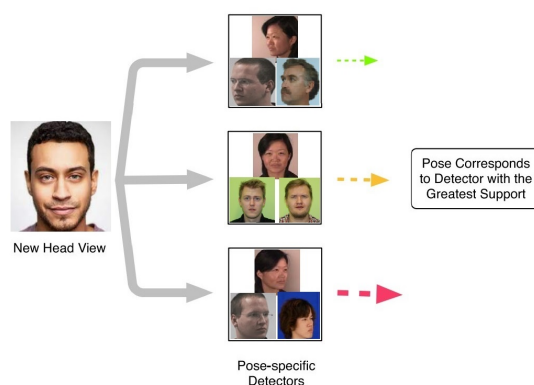 New Head View
Pose Corresponds
to Detector with the
Greatest Support
Pose-specific
Detectors